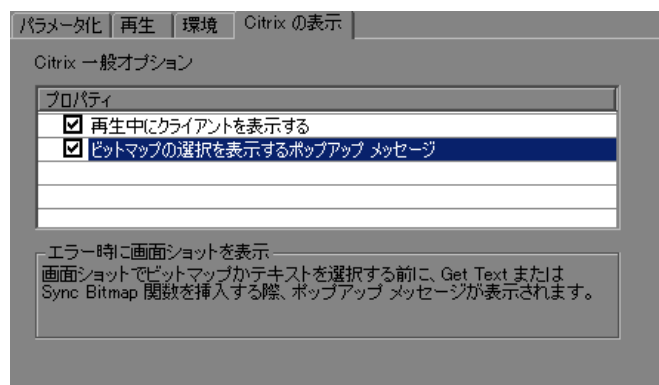 パラメータ化 再生 環境 Citrix の表示
Citrix 一般オプション
プロパティ
再生中にクライアントを表示する
ビットマップの選択を表示するポップアップ メッセージ
エラー時に画面ショットを表示
画面ショットでビットマップかテキストを選択する前に、Get Text または
Sync Bitmap 関数を挿入する際、ポップアップ メッセージが表示されます。